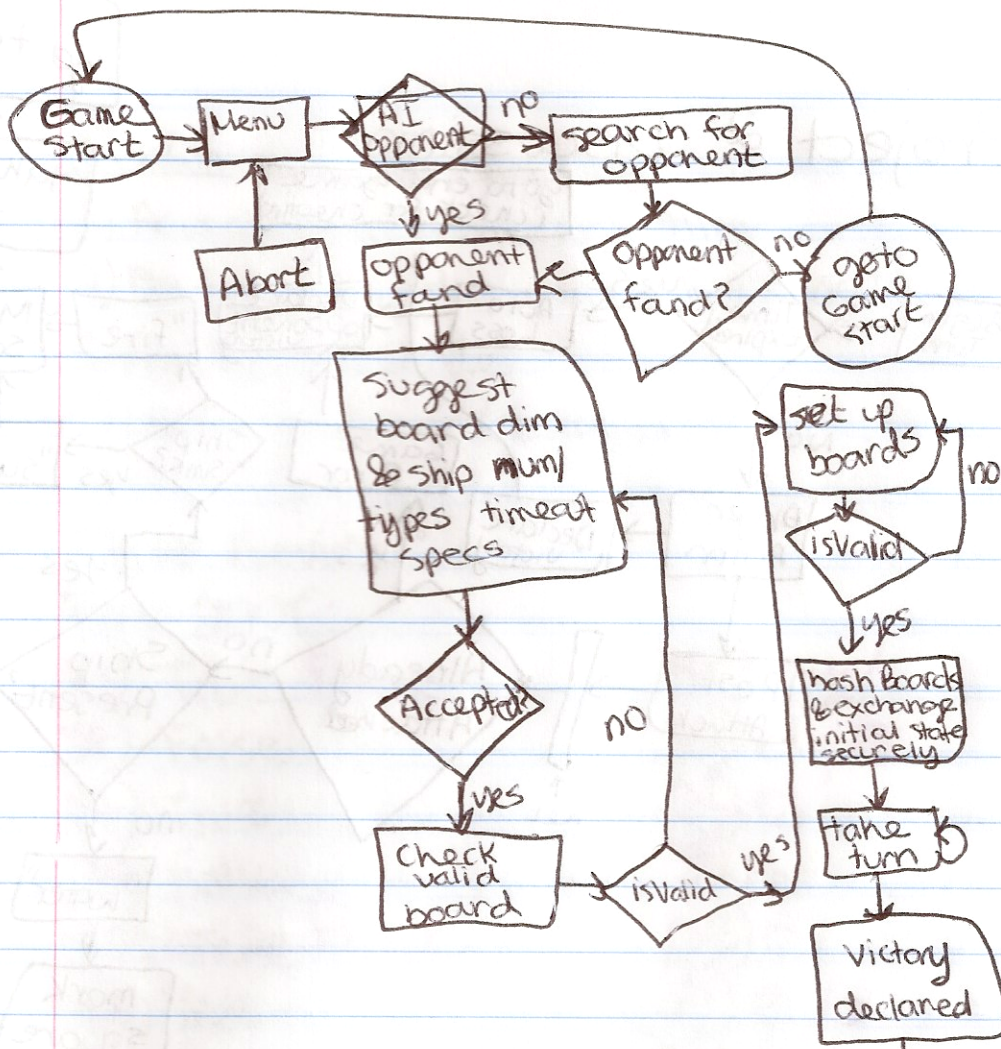 Game
start
Menu
AI
opponent
no
search for
opponent
yes
Abort
opponent
fand
opponent
fand?
no
goto
Game
start
suggest
board dim
& ship num/
types timeout
specs
Accepted?
yes
no
check
valid
board
isValid
yes
set up
boards
no
isValid
yes
hash Boards
& exchange
initial state
securely
take
turn
victory
declared